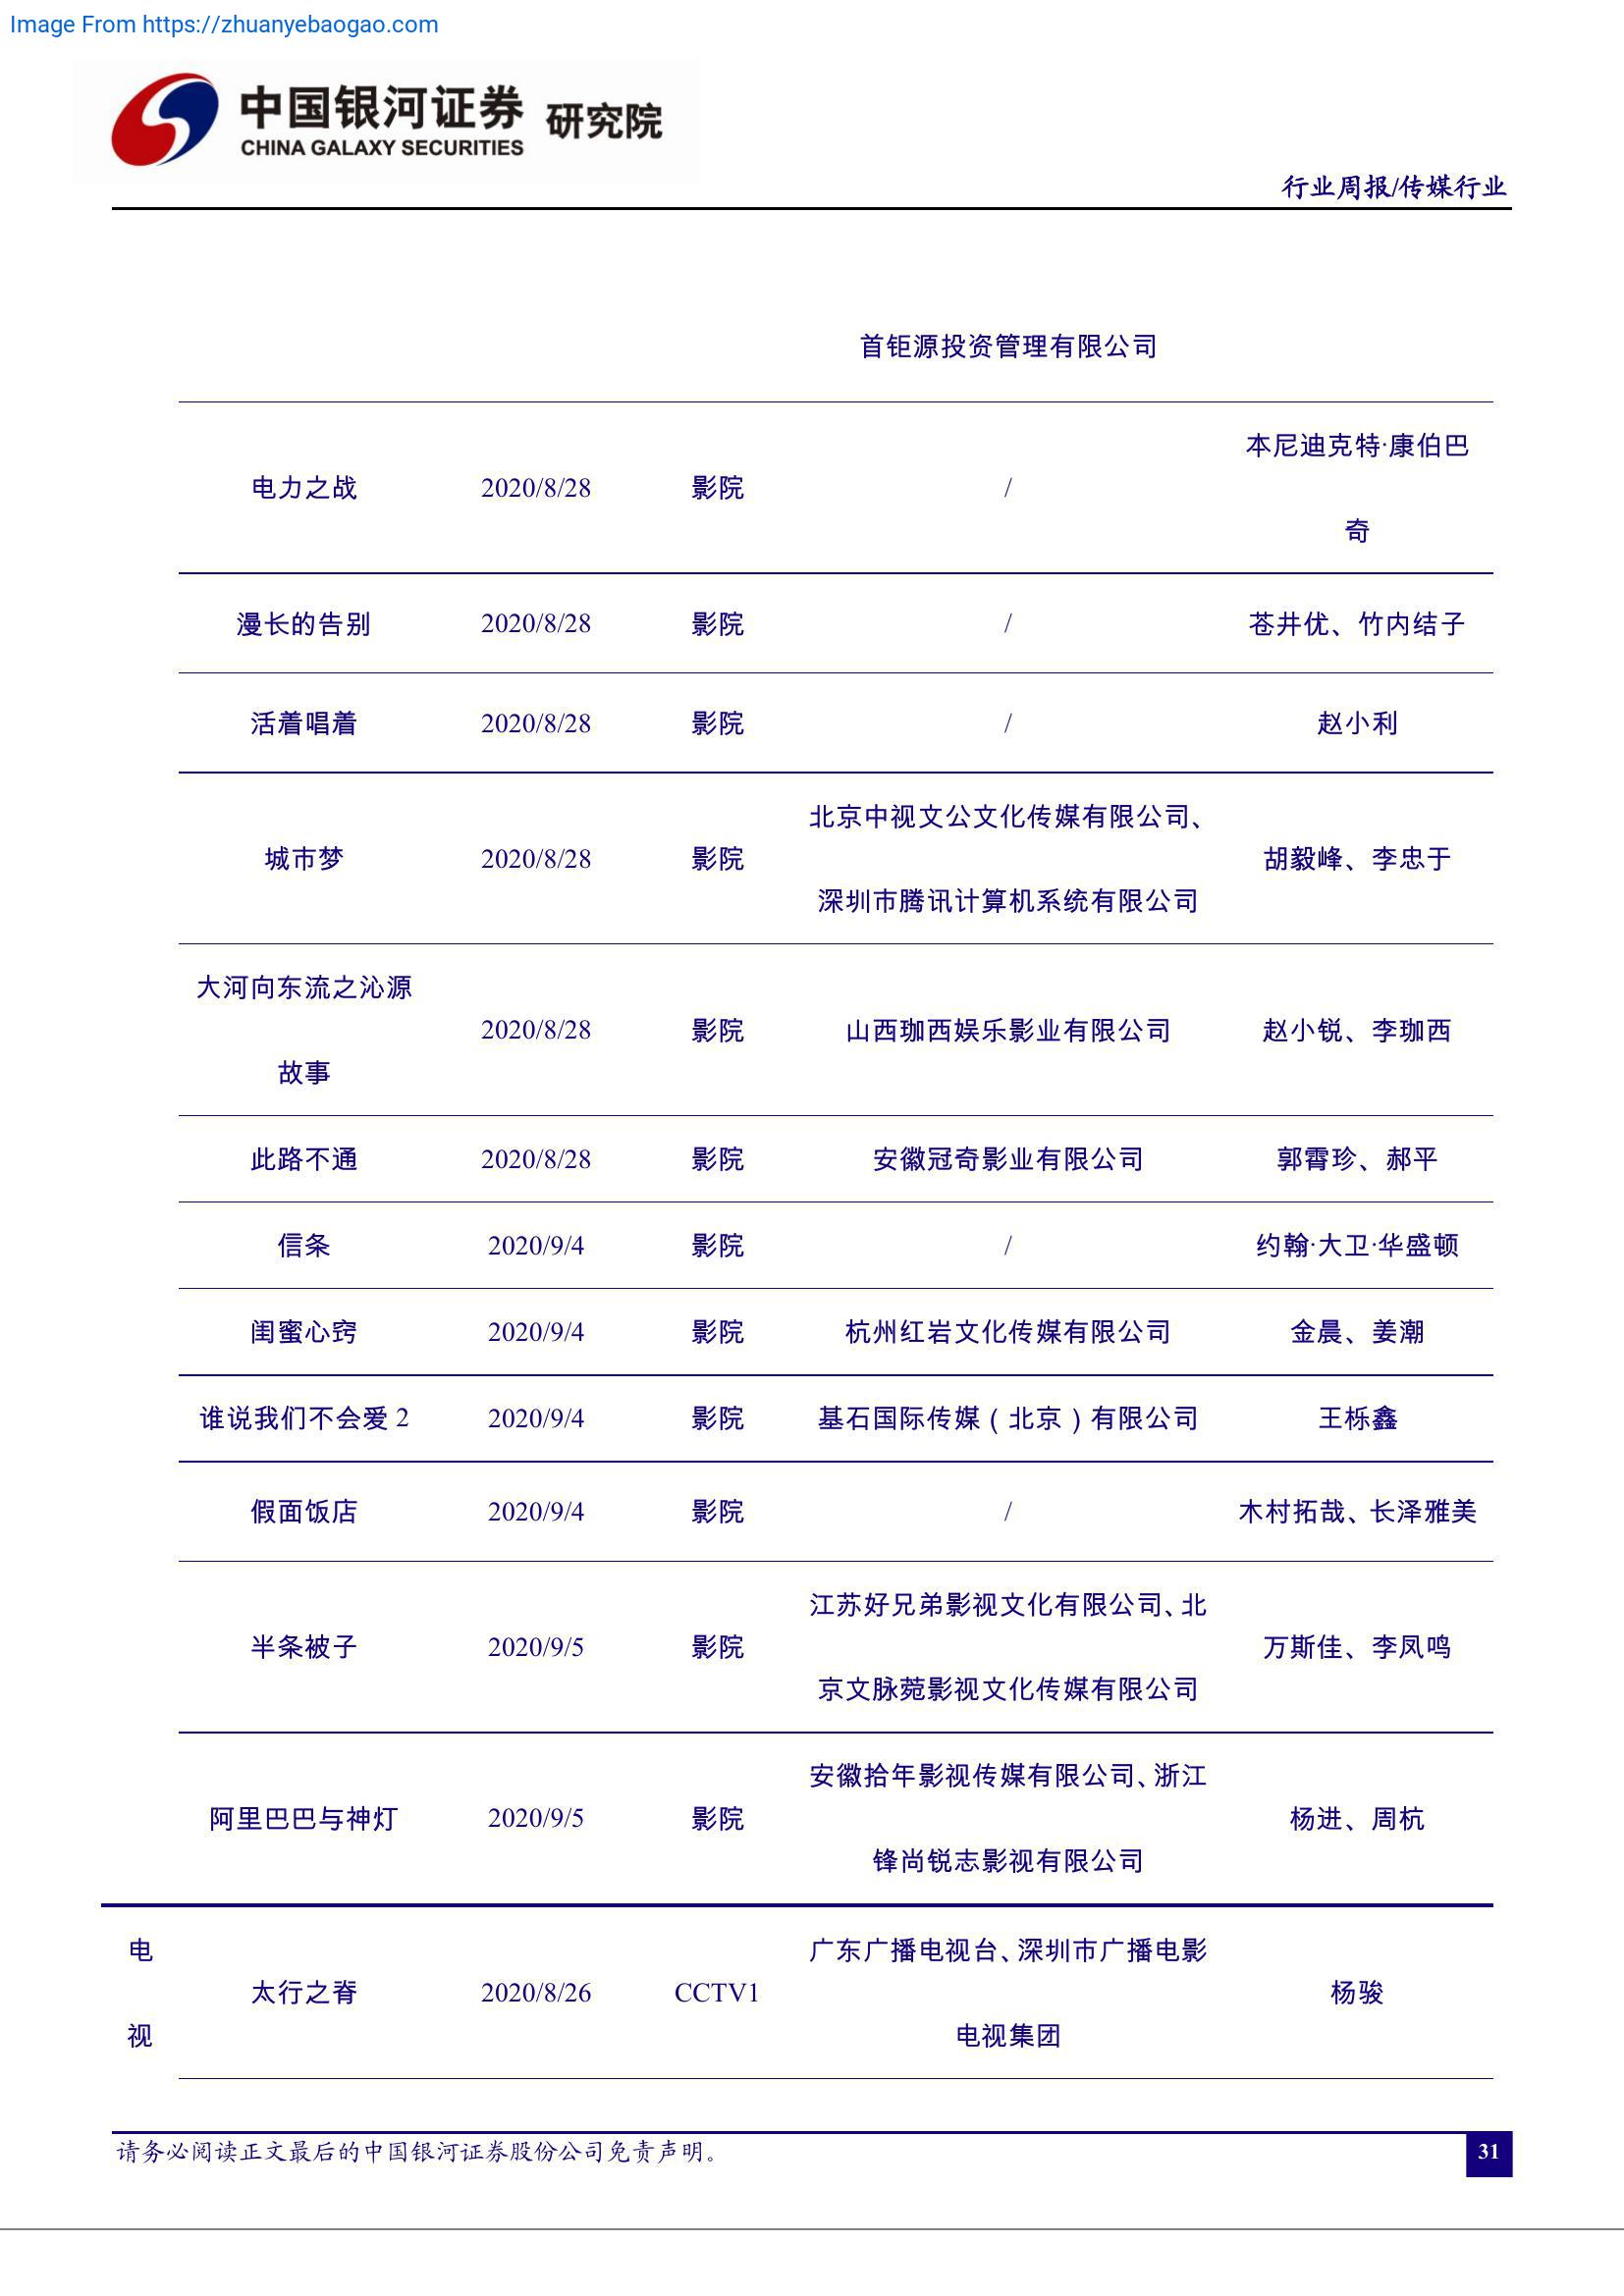 Image From https://zhuanyebaogao.com
中国银河证券 研究院
CHINA GALAXY SECURITIES
行业周报/传媒行业
首钜源投资管理有限公司
电力之战 2020/8/28 影院 / 本尼迪克特·康伯巴
奇
漫长的告别 2020/8/28 影院 / 苍井优、竹内结子
活着唱着 2020/8/28 影院 / 赵小利
北京中视文公文化传媒有限公司、
城市梦 2020/8/28 影院 胡毅峰、李忠于
深圳市腾讯计算机系统有限公司
大河向东流之沁源
2020/8/28 影院 山西珈西娱乐影业有限公司 赵小锐、李珈西
故事
此路不通 2020/8/28 影院 安徽冠奇影业有限公司 郭霄珍、郝平
信条 2020/9/4 影院 / 约翰·大卫·华盛顿
闺蜜心窍 2020/9/4 影院 杭州红岩文化传媒有限公司 金晨、姜潮
谁说我们不会爱 2 2020/9/4 影院 基石国际传媒（北京）有限公司 王栎鑫
假面饭店 2020/9/4 影院 / 木村拓哉、长泽雅美
江苏好兄弟影视文化有限公司、北
半条被子 2020/9/5 影院 万斯佳、李凤鸣
京文脉菀影视文化传媒有限公司
安徽拾年影视传媒有限公司、浙江
阿里巴巴与神灯 2020/9/5 影院 杨进、周杭
锋尚锐志影视有限公司
电 广东广播电视台、深圳市广播电影
太行之脊 2020/8/26 CCTV1 杨骏
视 电视集团
请务必阅读正文最后的中国银河证券股份公司免责声明。 31